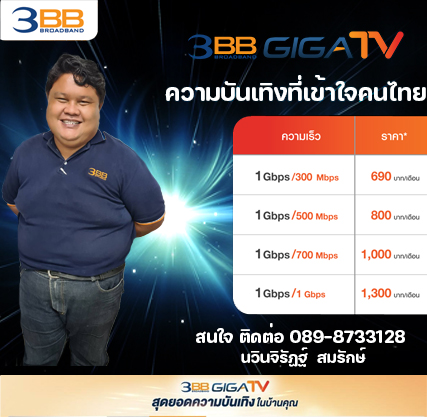 3BB
BROADBAND
3BB GIGATV
BROADBAND
ความบันเทิงที่เข้าใจคนไทย
ความเร็ว ราคา*
1Gbps/300 Mbps 690 บาท/เดือน
1Gbps/500 Mbps 800 บาท/เดือน
1Gbps/700 Mbps 1,000 บาท/เดือน
1Gbps/1 Gbps 1,300 บาท/เดือน
3BB
สนใจ ติดต่อ 089-8733128
นวินจิรัฏฐ์ สมรักษ์
3BB GIGATV
BROADBAND
สุดยอดความบันเทิงในบ้านคุณ